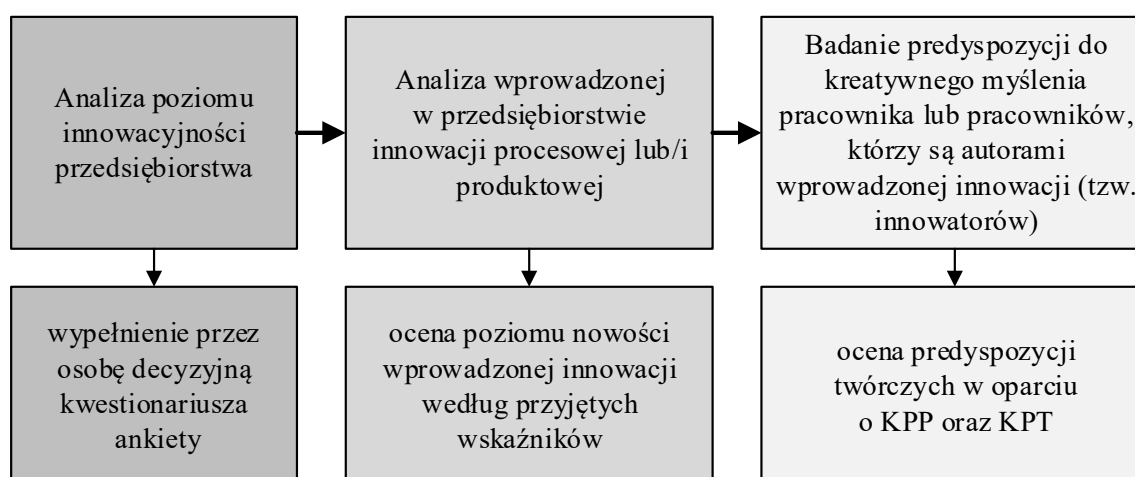 Analiza poziomu
innowacyjności
przedsiębiorstwa
Analiza wprowadzonej
w przedsiębiorstwie
innowacji procesowej lub/i
produktowej
Badanie predyspozycji do
kreatywnego myślenia
pracownika lub pracowników,
którzy są autorami
wprowadzonej innowacji (tzw.
innowatorów)
wypełnienie przez
osobę decyzyjną
kwestionariusza
ankiety
ocena poziomu nowości
wprowadzonej innowacji
według przyjętych
wskaźników
ocena predyspozycji
twórczych w oparciu
o KPP oraz KPT